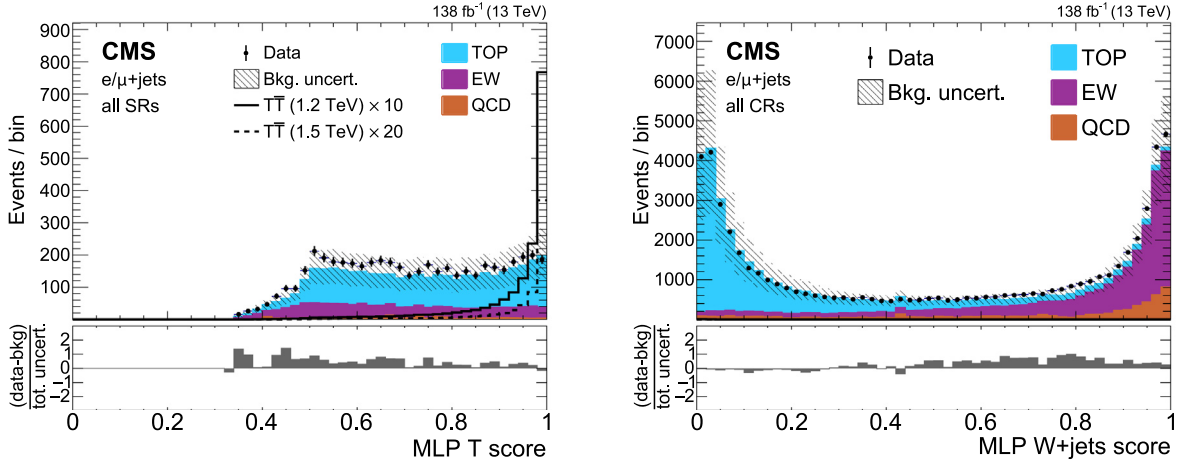 138 fb⁻¹ (13 TeV)
CMS
e/μ+jets
all SRs
Data
Bkg. uncert.
TT̅ (1.2 TeV) × 10
TT̅ (1.5 TeV) × 20
TOP
EW
QCD
Events / bin
900
800
700
600
500
400
300
200
100
(data-bkg)
tot. uncert.
2
1
0
−1
−2
0 0.2 0.4 0.6 0.8 1
MLP T score
138 fb⁻¹ (13 TeV)
CMS
e/μ+jets
all CRs
Data
Bkg. uncert.
TOP
EW
QCD
Events / bin
7000
6000
5000
4000
3000
2000
1000
(data-bkg)
tot. uncert.
2
1
0
−1
−2
0 0.2 0.4 0.6 0.8 1
MLP W+jets score